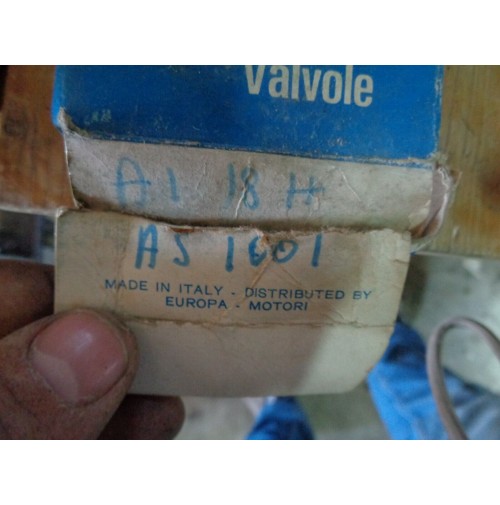 Valvole
A1 18 H
AS 1601
MADE IN ITALY - DISTRIBUTED BY
EUROPA - MOTORI